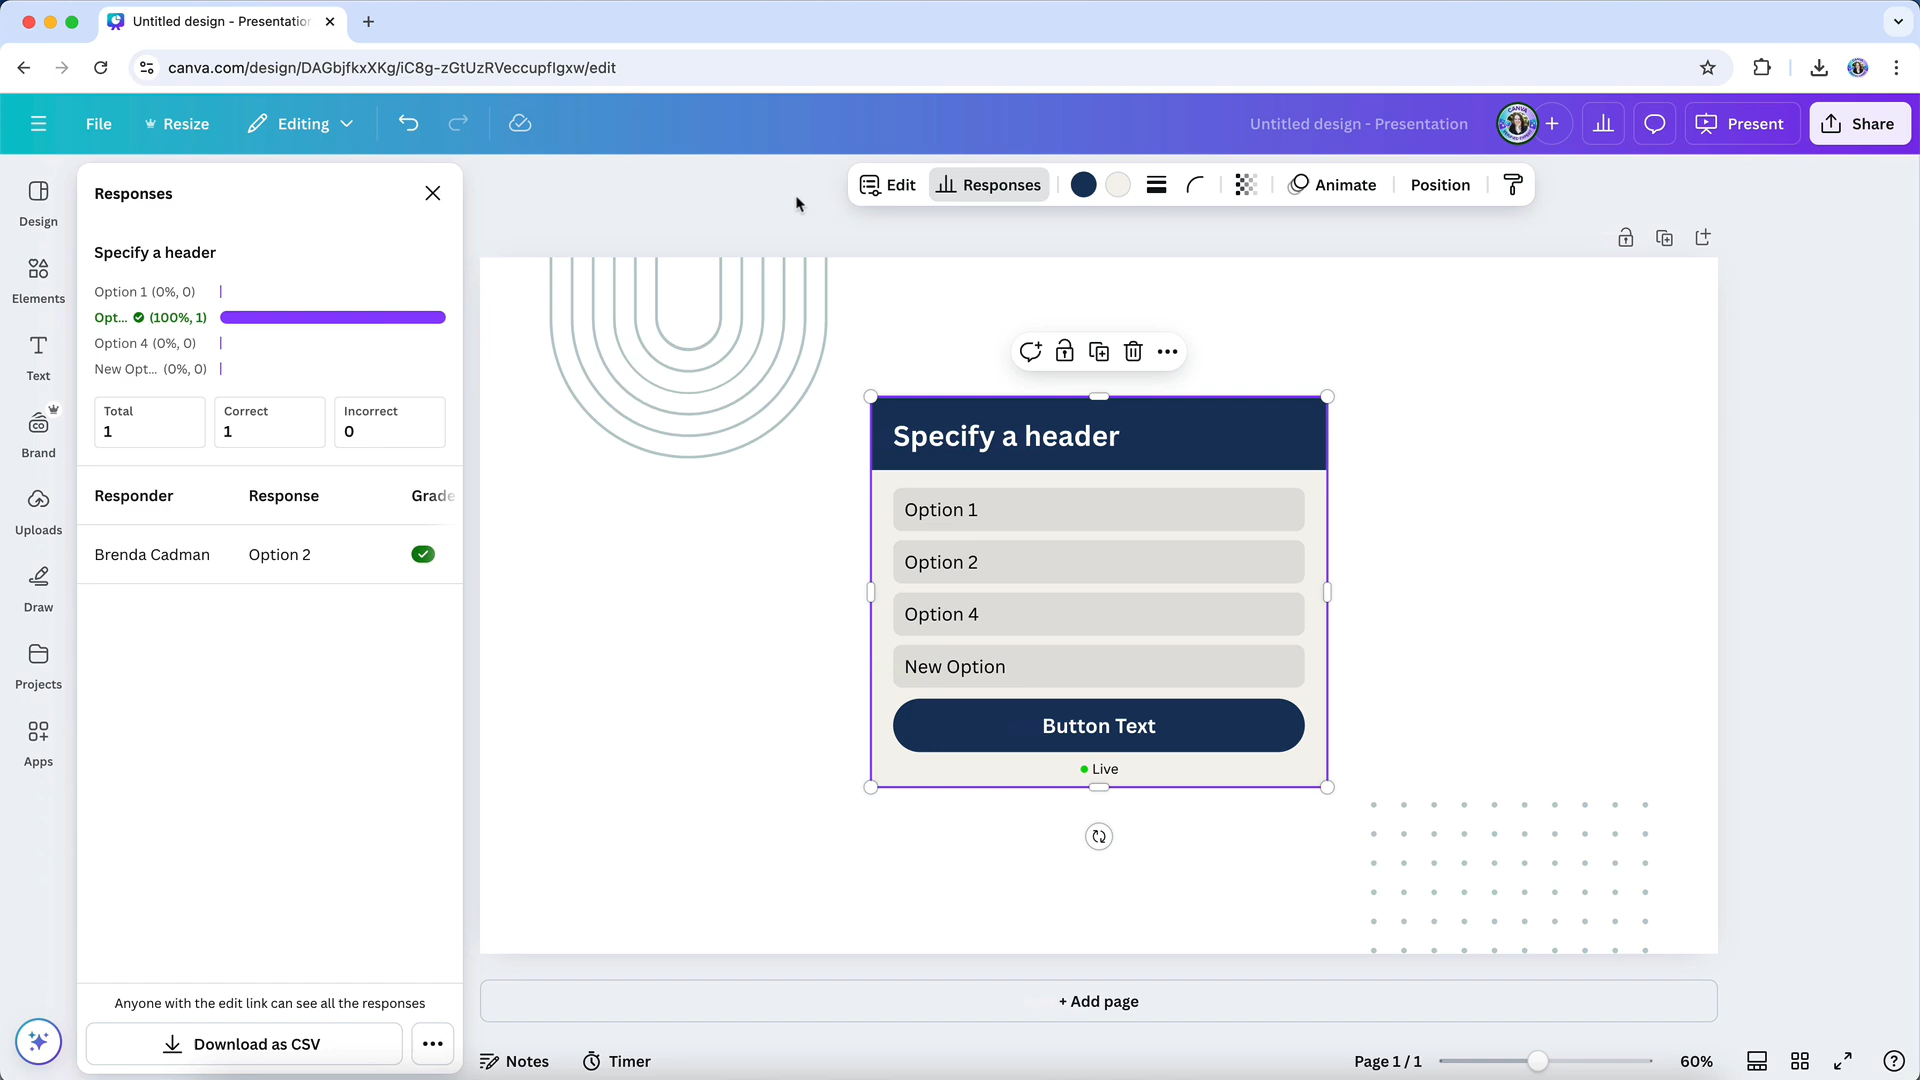 Untitled design - Presentation
canva.com/design/DAGbjfkxXKg/iC8g-zGtUzRVeccupfIgxw/edit
File
Resize
Editing
Untitled design - Presentation
Present
Share
Design
Elements
Text
Brand
Uploads
Draw
Projects
Apps
Responses
Specify a header
Option 1 (0%, 0)
Opt... (100%, 1)
Option 4 (0%, 0)
New Opt... (0%, 0)
Total
1
Correct
1
Incorrect
0
Responder Response Grade
Brenda Cadman Option 2
Anyone with the edit link can see all the responses
Download as CSV
Edit
Responses
Animate
Position
Specify a header
Option 1
Option 2
Option 4
New Option
Button Text
Live
+ Add page
Notes
Timer
Page 1 / 1
60%